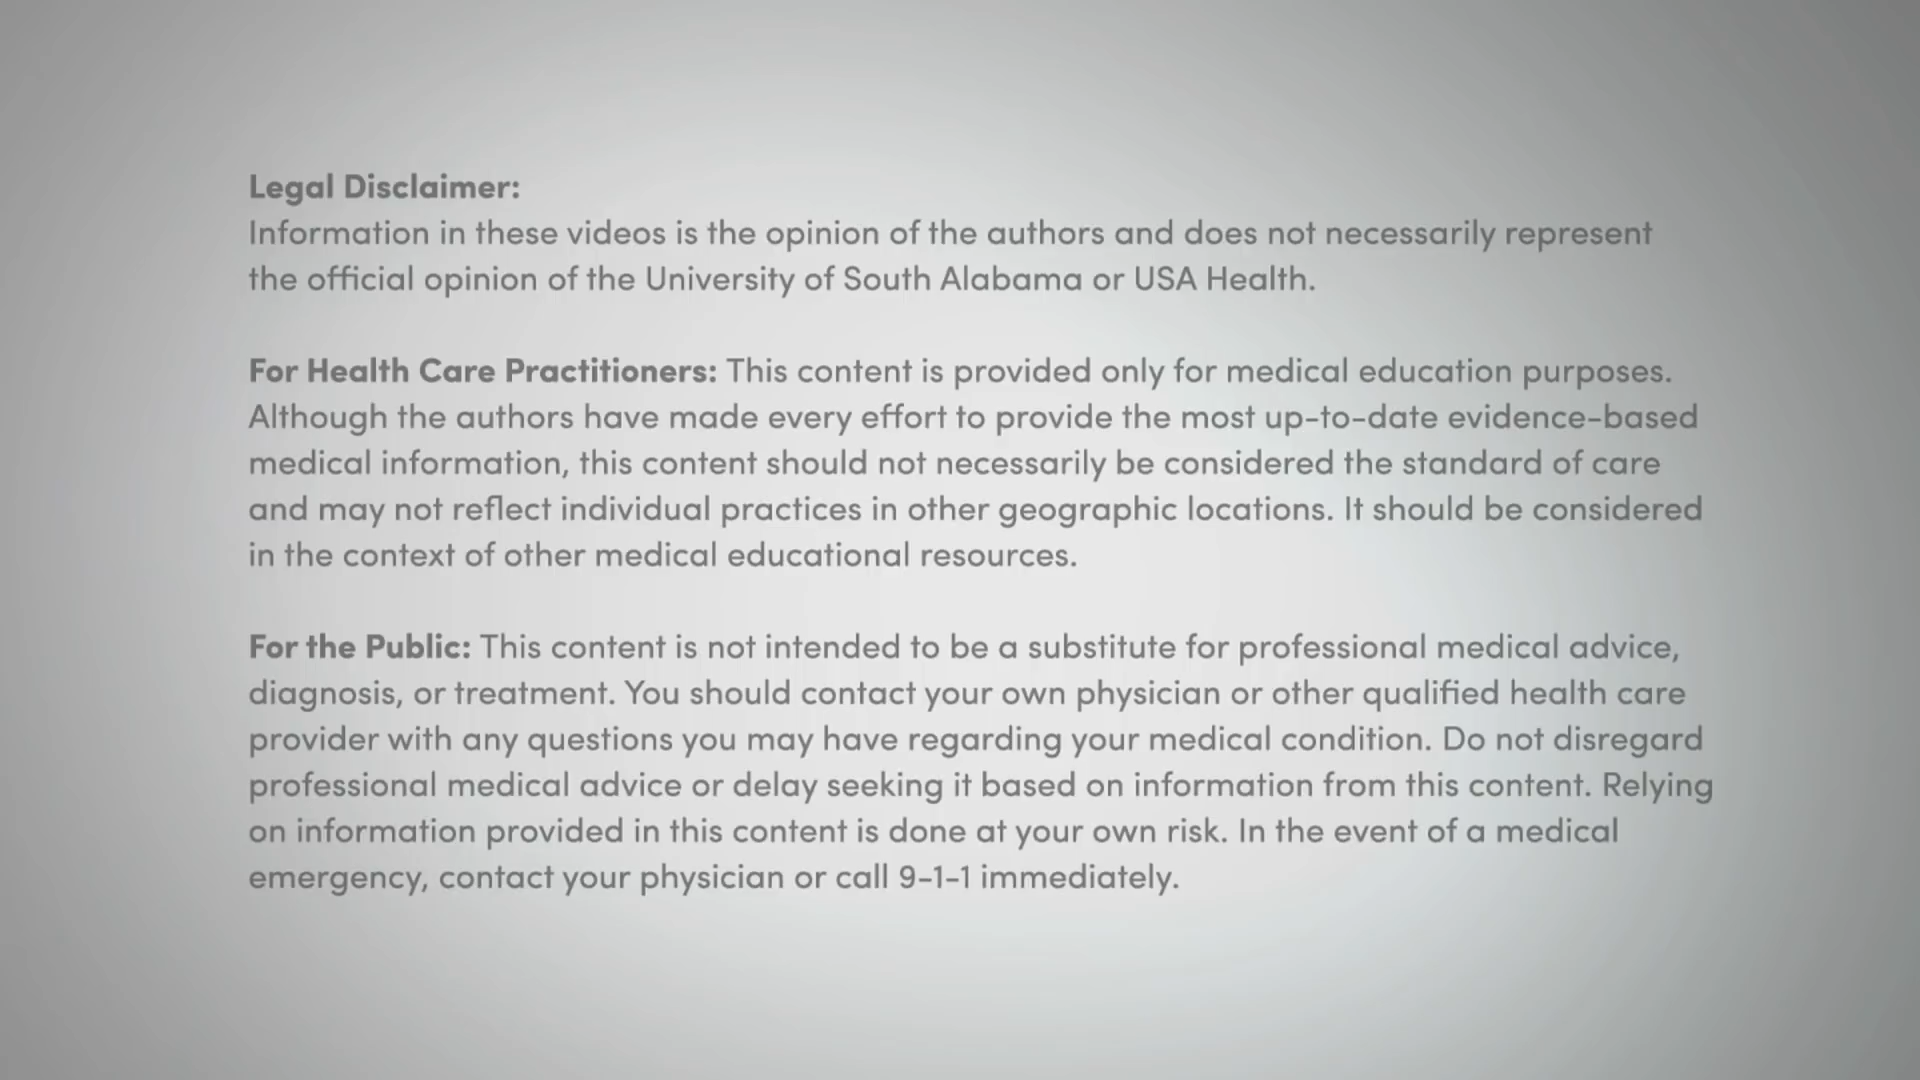 Legal Disclaimer:
Information in these videos is the opinion of the authors and does not necessarily represent
the official opinion of the University of South Alabama or USA Health.
For Health Care Practitioners: This content is provided only for medical education purposes.
Although the authors have made every effort to provide the most up-to-date evidence-based
medical information, this content should not necessarily be considered the standard of care
and may not reflect individual practices in other geographic locations. It should be considered
in the context of other medical educational resources.
For the Public: This content is not intended to be a substitute for professional medical advice,
diagnosis, or treatment. You should contact your own physician or other qualified health care
provider with any questions you may have regarding your medical condition. Do not disregard
professional medical advice or delay seeking it based on information from this content. Relying
on information provided in this content is done at your own risk. In the event of a medical
emergency, contact your physician or call 9-1-1 immediately.